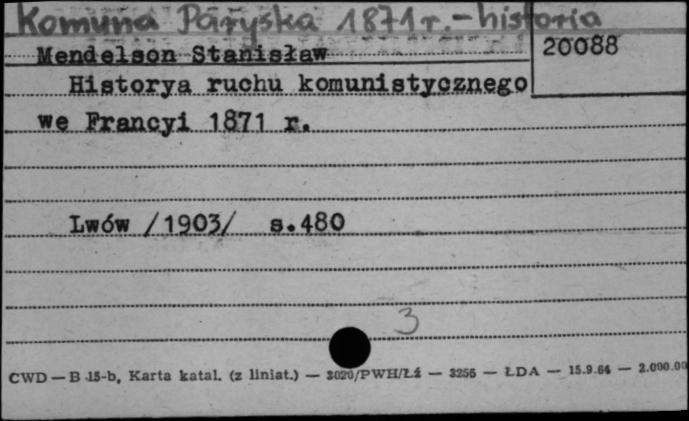 Komuna Paryska 1871 r. - historia
Mendelson Stanisław
20088
Historya ruchu komunistycznego
we Francyi 1871 r.
Lwów /1903/ s.480
3
CWD — B 15-b, Karta katal. (z liniat.) — 3020/PWH/Łź — 3256 — ŁDA — 15.9.64 — 2.000.00